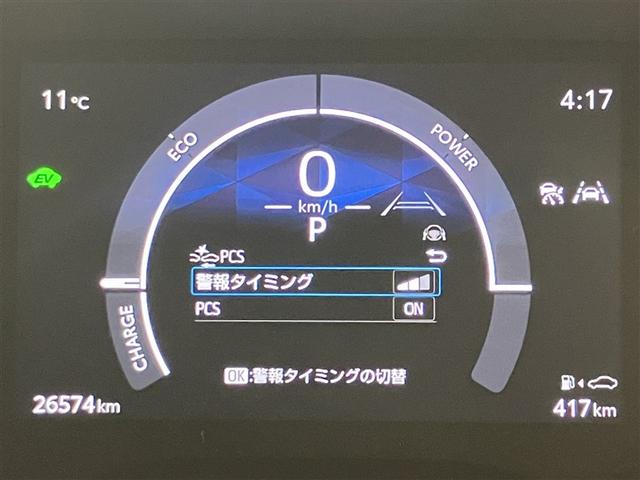 11℃
4:17
ECO
POWER
EV
0
km/h
P
PCS
警報タイミング
PCS ON
CHARGE
OK:警報タイミングの切替
26574km
417km